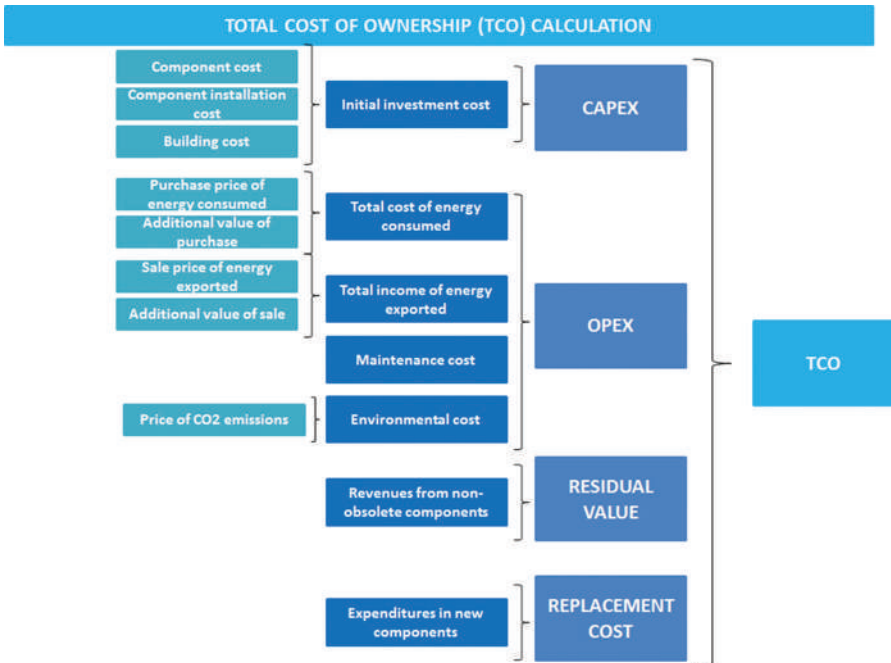 TOTAL COST OF OWNERSHIP (TCO) CALCULATION
Component cost
Component installation
cost
Building cost
Initial investment cost
CAPEX
Purchase price of
energy consumed
Additional value of
purchase
Total cost of energy
consumed
Sale price of energy
exported
Additional value of sale
Total income of energy
exported
Maintenance cost
Price of CO2 emissions
Environmental cost
OPEX
Revenues from non-
obsolete components
RESIDUAL
VALUE
Expenditures in new
components
REPLACEMENT
COST
TCO